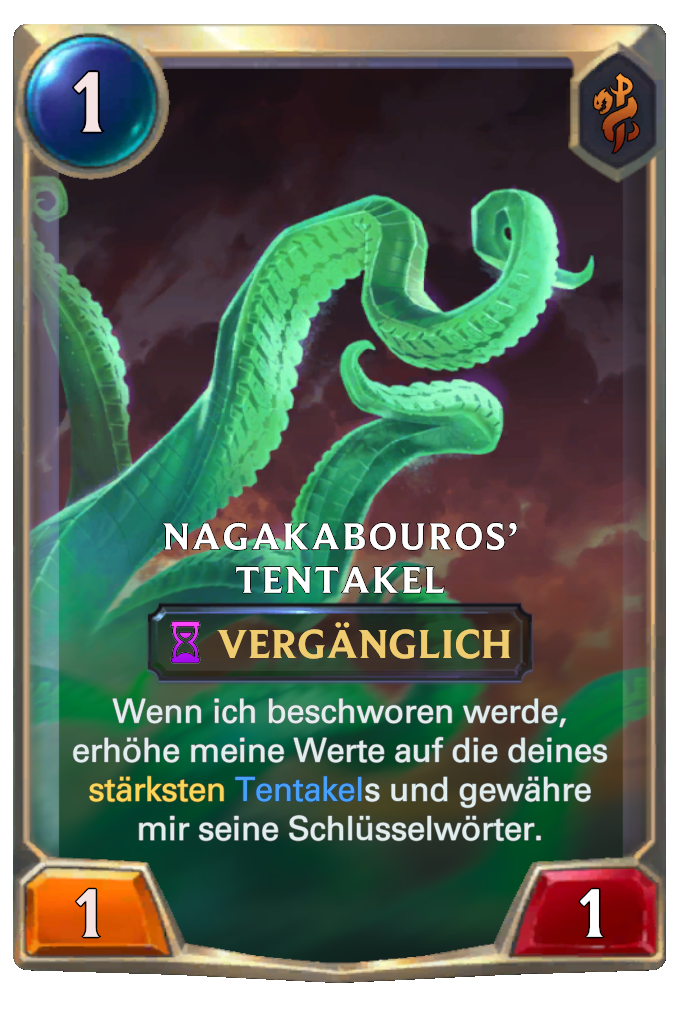 1
NAGAKABOUROS’
TENTAKEL
VERGÄNGLICH
Wenn ich beschworen werde,
erhöhe meine Werte auf die deines
stärksten Tentakels und gewähre
mir seine Schlüsselwörter.
1
1